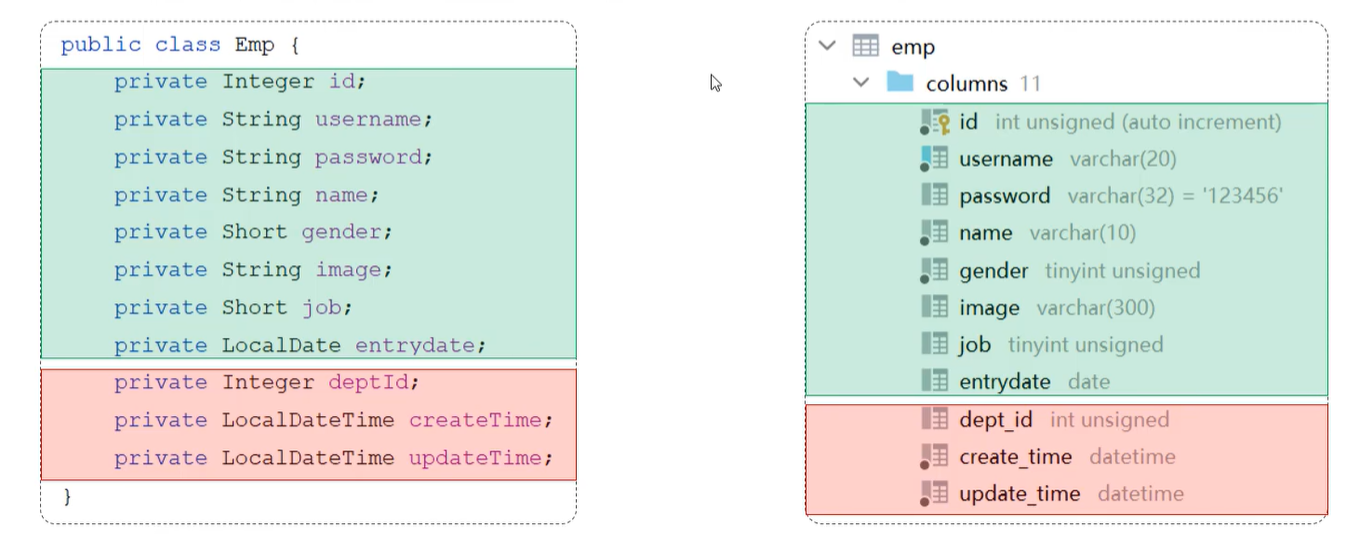 public class Emp {
private Integer id;
private String username;
private String password;
private String name;
private Short gender;
private String image;
private Short job;
private LocalDate entrydate;
private Integer deptId;
private LocalDateTime createTime;
private LocalDateTime updateTime;
}
emp
columns 11
id int unsigned (auto increment)
username varchar(20)
password varchar(32) = '123456'
name varchar(10)
gender tinyint unsigned
image varchar(300)
job tinyint unsigned
entrydate date
dept_id int unsigned
create_time datetime
update_time datetime